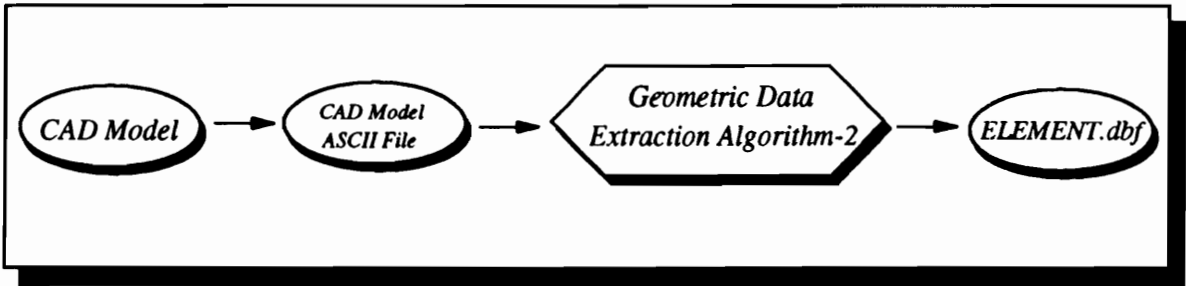 CAD Model
CAD Model
ASCII File
Geometric Data
Extraction Algorithm-2
ELEMENT.dbf